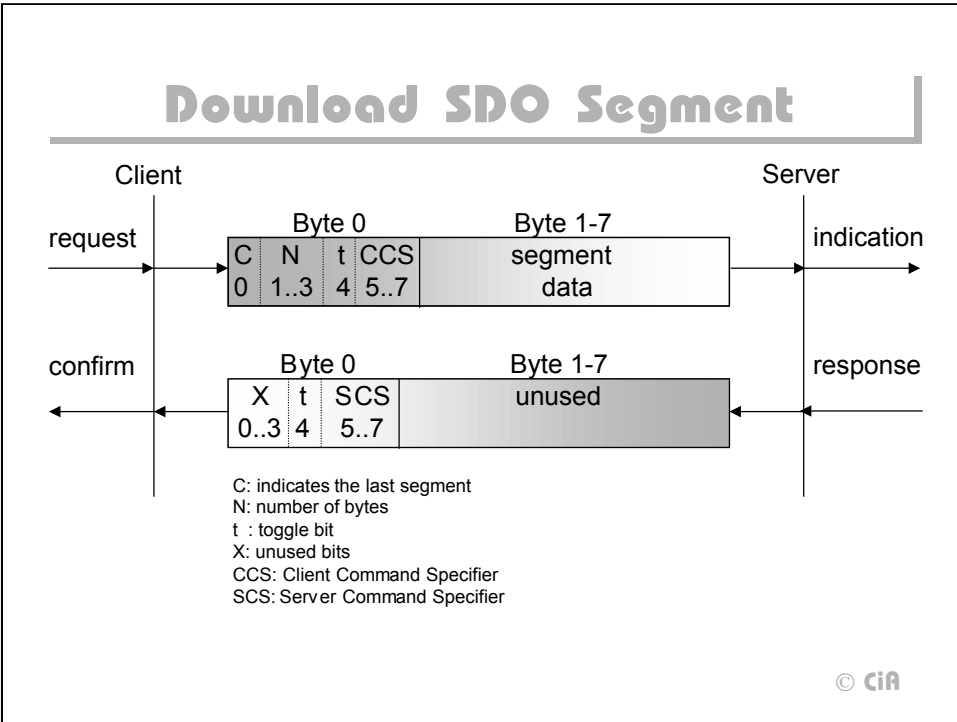 Download SDO Segment
Client Server
request Byte 0 Byte 1-7 indication
C N t CCS segment
0 1..3 4 5..7 data
confirm Byte 0 Byte 1-7 response
X t SCS unused
0..3 4 5..7
C: indicates the last segment
N: number of bytes
t : toggle bit
X: unused bits
CCS: Client Command Specifier
SCS: Server Command Specifier
© CiA